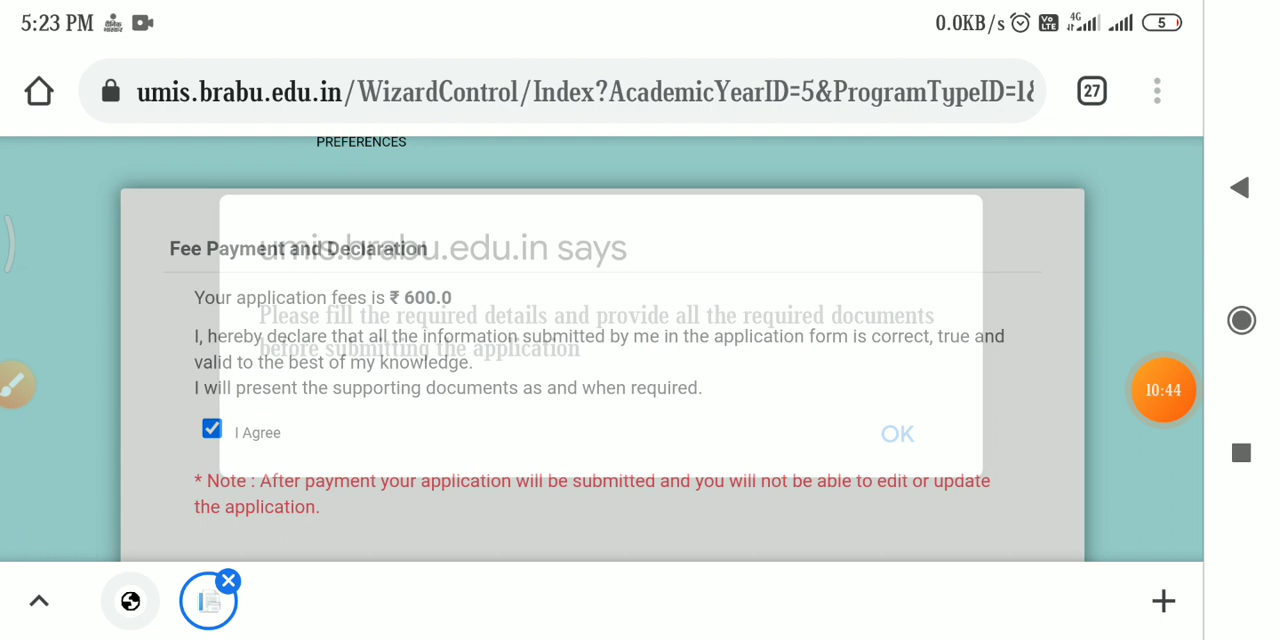 5:23 PM
0.0KB/s
Vo LTE
4G
5
umis.brabu.edu.in/WizardControl/Index?AcademicYearID=5&ProgramTypeID=1&
27
PREFERENCES
Fee Payment and Declaration
umis.brabu.edu.in says
Your application fees is ₹ 600.0
Please fill the required details and provide all the required documents
I, hereby declare that all the information submitted by me in the application form is correct, true and
before submitting the application
valid to the best of my knowledge.
I will present the supporting documents as and when required.
10:44
I Agree
OK
* Note : After payment your application will be submitted and you will not be able to edit or update
the application.